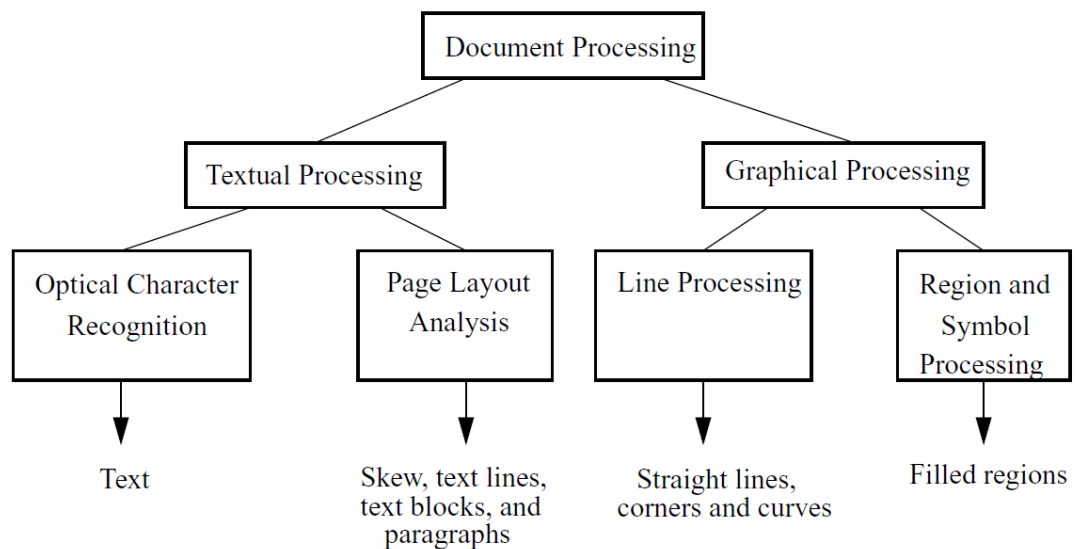 Document Processing
Textual Processing
Graphical Processing
Optical Character
Recognition
Page Layout
Analysis
Line Processing
Region and
Symbol
Processing
Text
Skew, text lines,
text blocks, and
paragraphs
Straight lines,
corners and curves
Filled regions